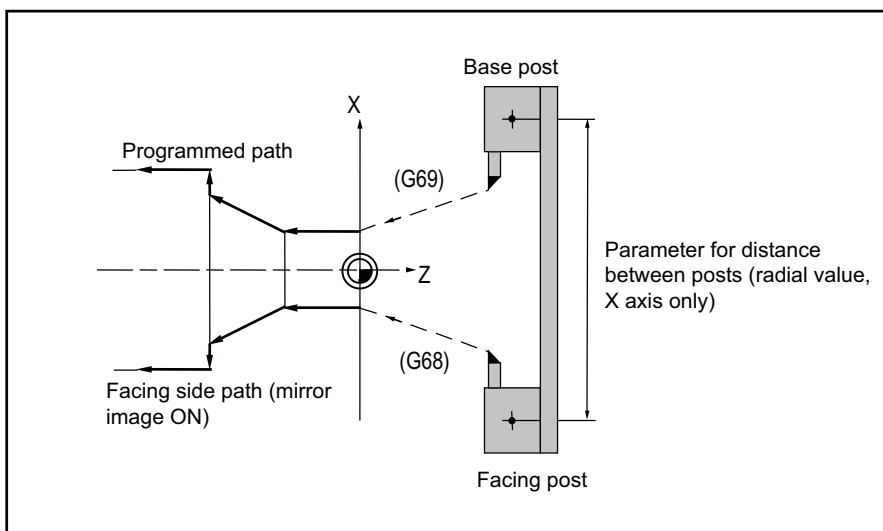 Base post
X
Programmed path
(G69)
Z
Parameter for distance
between posts (radial value,
X axis only)
(G68)
Facing side path (mirror
image ON)
Facing post